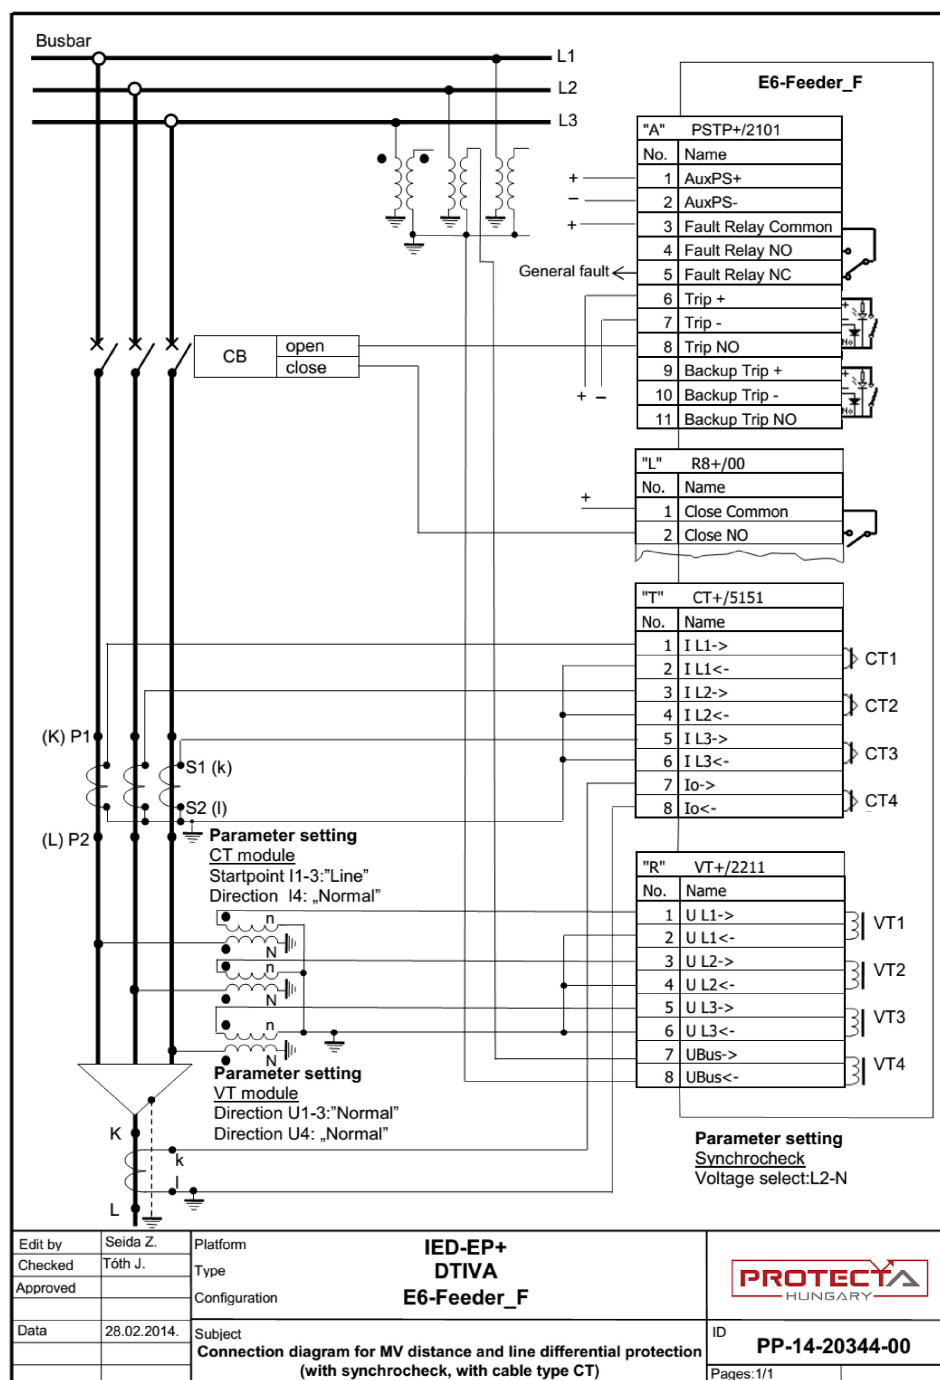 Busbar
L1
L2
L3
E6-Feeder_F
"A" PSTP+/2101
No. Name
1 AuxPS+
2 AuxPS-
3 Fault Relay Common
4 Fault Relay NO
5 Fault Relay NC
6 Trip +
7 Trip -
8 Trip NO
9 Backup Trip +
10 Backup Trip -
11 Backup Trip NO
+
−
+
General fault
+ −
CB open
close
"L" R8+/00
No. Name
1 Close Common
2 Close NO
+
"T" CT+/5151
No. Name
1 I L1->
2 I L1<-
3 I L2->
4 I L2<-
5 I L3->
6 I L3<-
7 Io->
8 Io<-
CT1
CT2
CT3
CT4
(K) P1
S1 (k)
S2 (l)
(L) P2
Parameter setting
CT module
Startpoint I1-3:"Line"
Direction I4: „Normal"
"R" VT+/2211
No. Name
1 U L1->
2 U L1<-
3 U L2->
4 U L2<-
5 U L3->
6 U L3<-
7 UBus->
8 UBus<-
VT1
VT2
VT3
VT4
n
N
n
N
n
N
Parameter setting
VT module
Direction U1-3:"Normal"
Direction U4: „Normal"
K
k
l
L
Parameter setting
Synchrocheck
Voltage select:L2-N
Edit by Seida Z.
Checked Tóth J.
Approved
Data 28.02.2014.
Platform IED-EP+
Type DTIVA
Configuration E6-Feeder_F
Subject
Connection diagram for MV distance and line differential protection
(with synchrocheck, with cable type CT)
PROTECTA
HUNGARY
ID
PP-14-20344-00
Pages:1/1